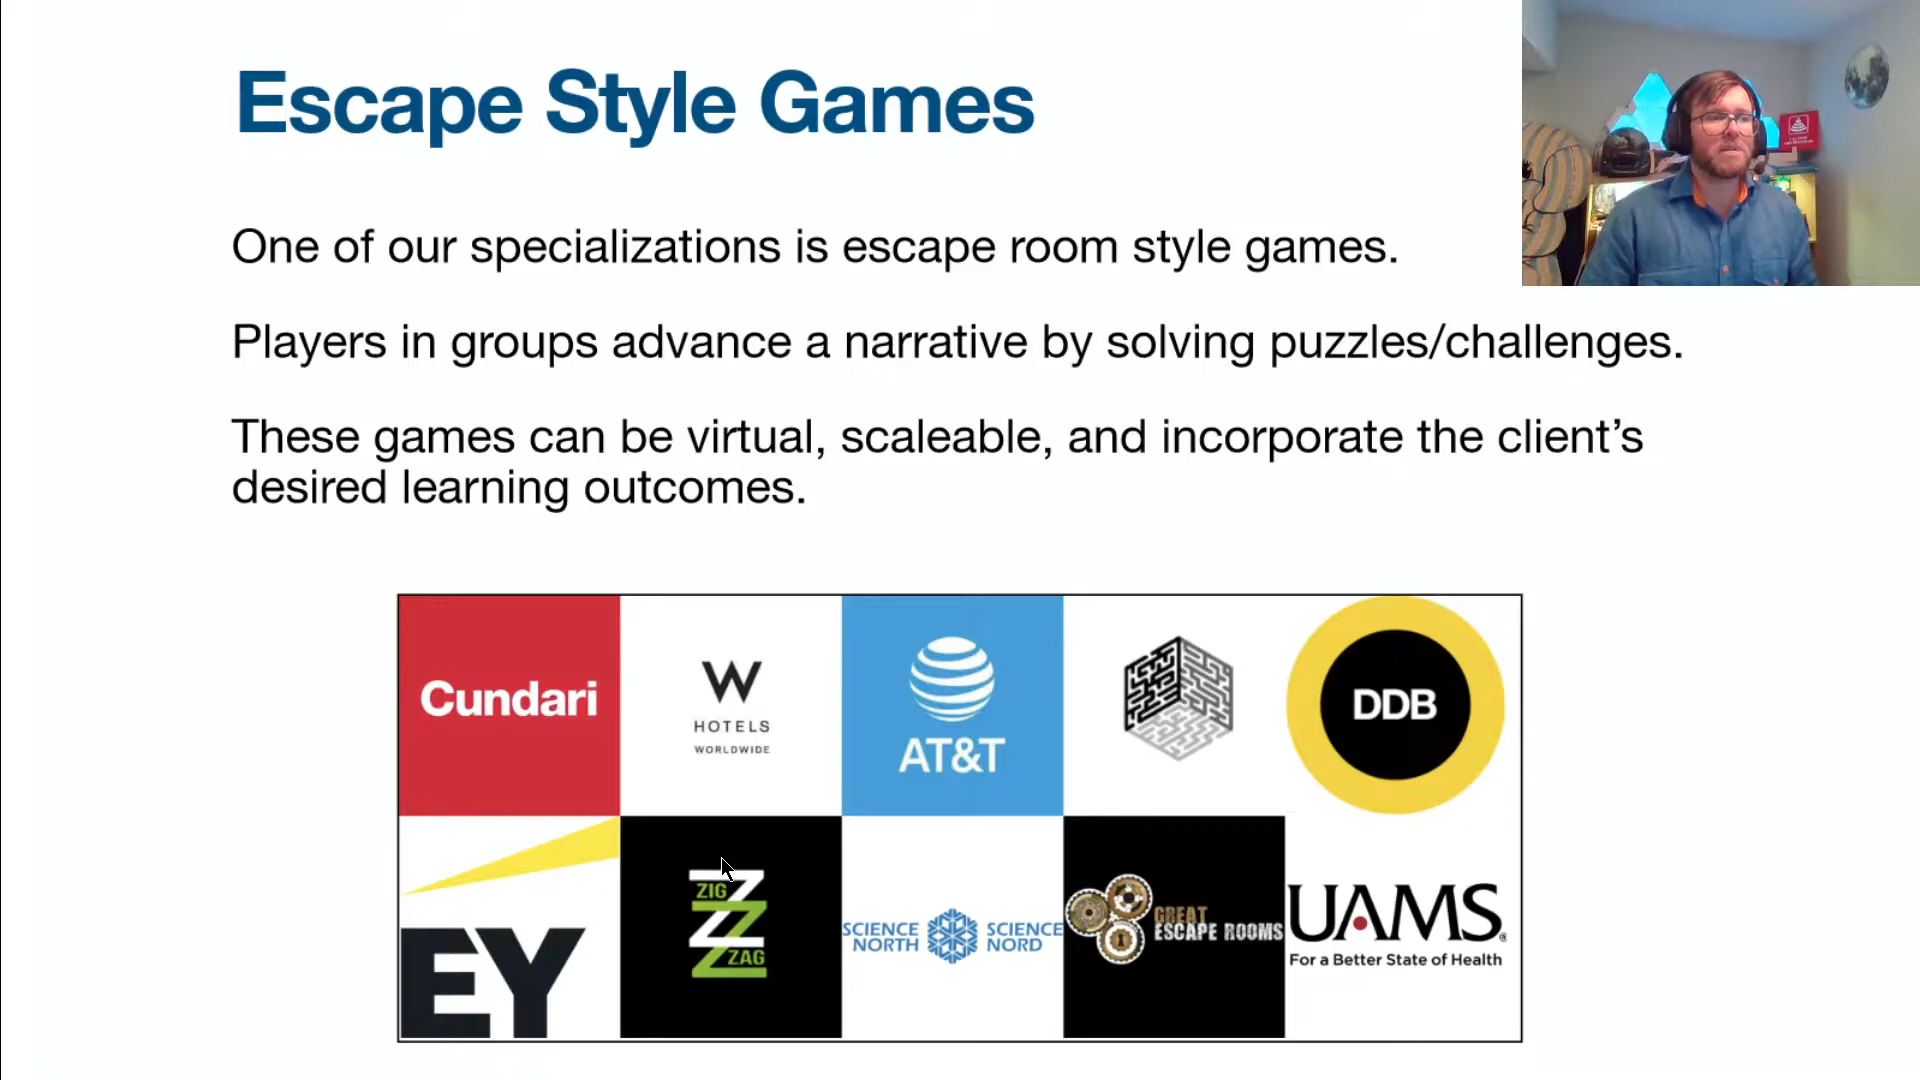 Escape Style Games
One of our specializations is escape room style games.
Players in groups advance a narrative by solving puzzles/challenges.
These games can be virtual, scaleable, and incorporate the client’s
desired learning outcomes.
Cundari
W
HOTELS
WORLDWIDE
AT&T
DDB
EY
ZIG
ZAG
SCIENCE
NORTH
SCIENCE
NORD
GREAT
ESCAPE ROOMS
UAMS®
For a Better State of Health